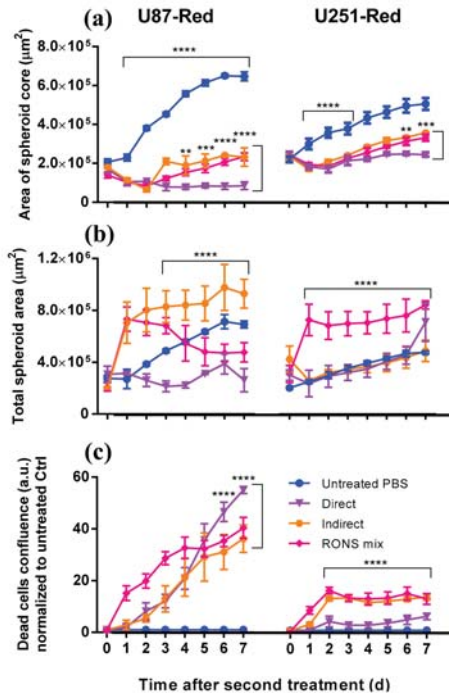 U87-Red
U251-Red
(a)
Area of spheroid core (μm²)
8.0×10⁵
6.0×10⁵
4.0×10⁵
2.0×10⁵
0
****
** *** **** ****
****
** ***
(b)
Total spheroid area (μm²)
1.2×10⁶
8.0×10⁵
4.0×10⁵
0
****
****
(c)
Dead cells confluence (a.u.)
normalized to untreated Ctrl
60
40
20
0
****
****
****
Untreated PBS
Direct
Indirect
RONS mix
0 1 2 3 4 5 6 7
0 1 2 3 4 5 6 7
Time after second treatment (d)